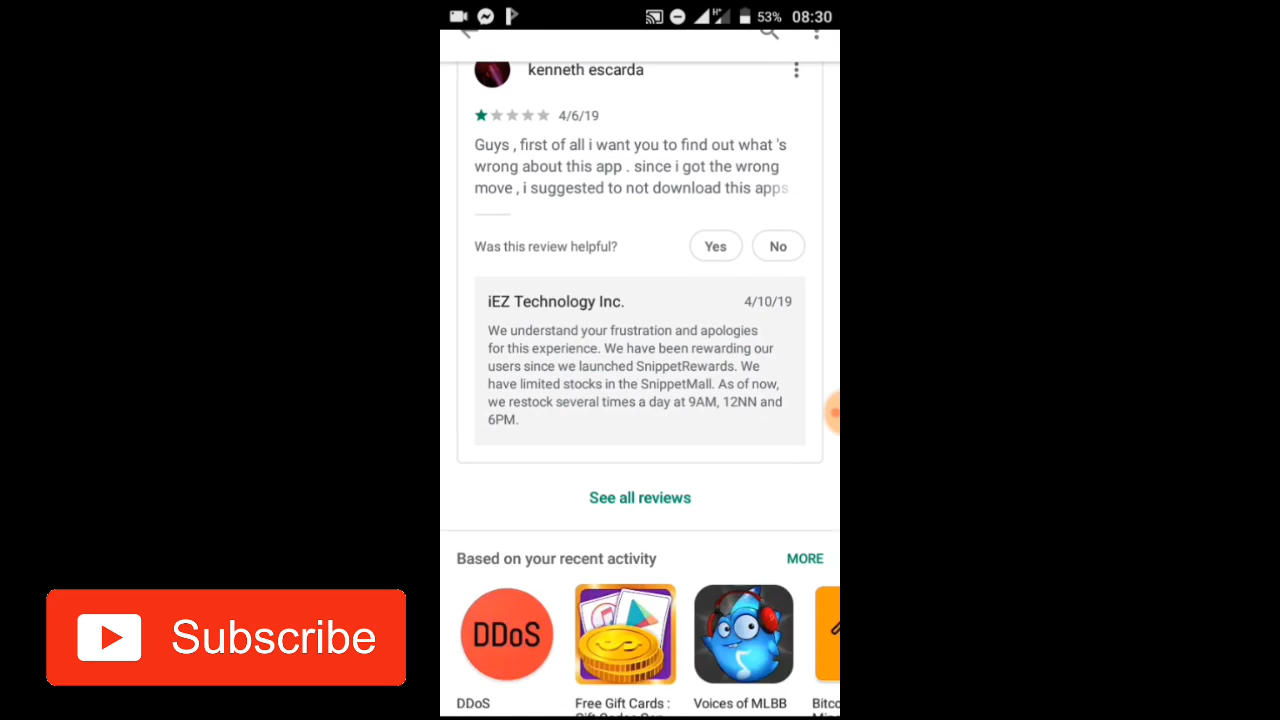 H+ 53% 08:30
kenneth escarda
4/6/19
Guys , first of all i want you to find out what 's
wrong about this app . since i got the wrong
move , i suggested to not download this apps
Was this review helpful? Yes No
iEZ Technology Inc. 4/10/19
We understand your frustration and apologies
for this experience. We have been rewarding our
users since we launched SnippetRewards. We
have limited stocks in the SnippetMall. As of now,
we restock several times a day at 9AM, 12NN and
6PM.
See all reviews
Based on your recent activity MORE
DDoS
DDoS Free Gift Cards : Voices of MLBB Bitco
Subscribe